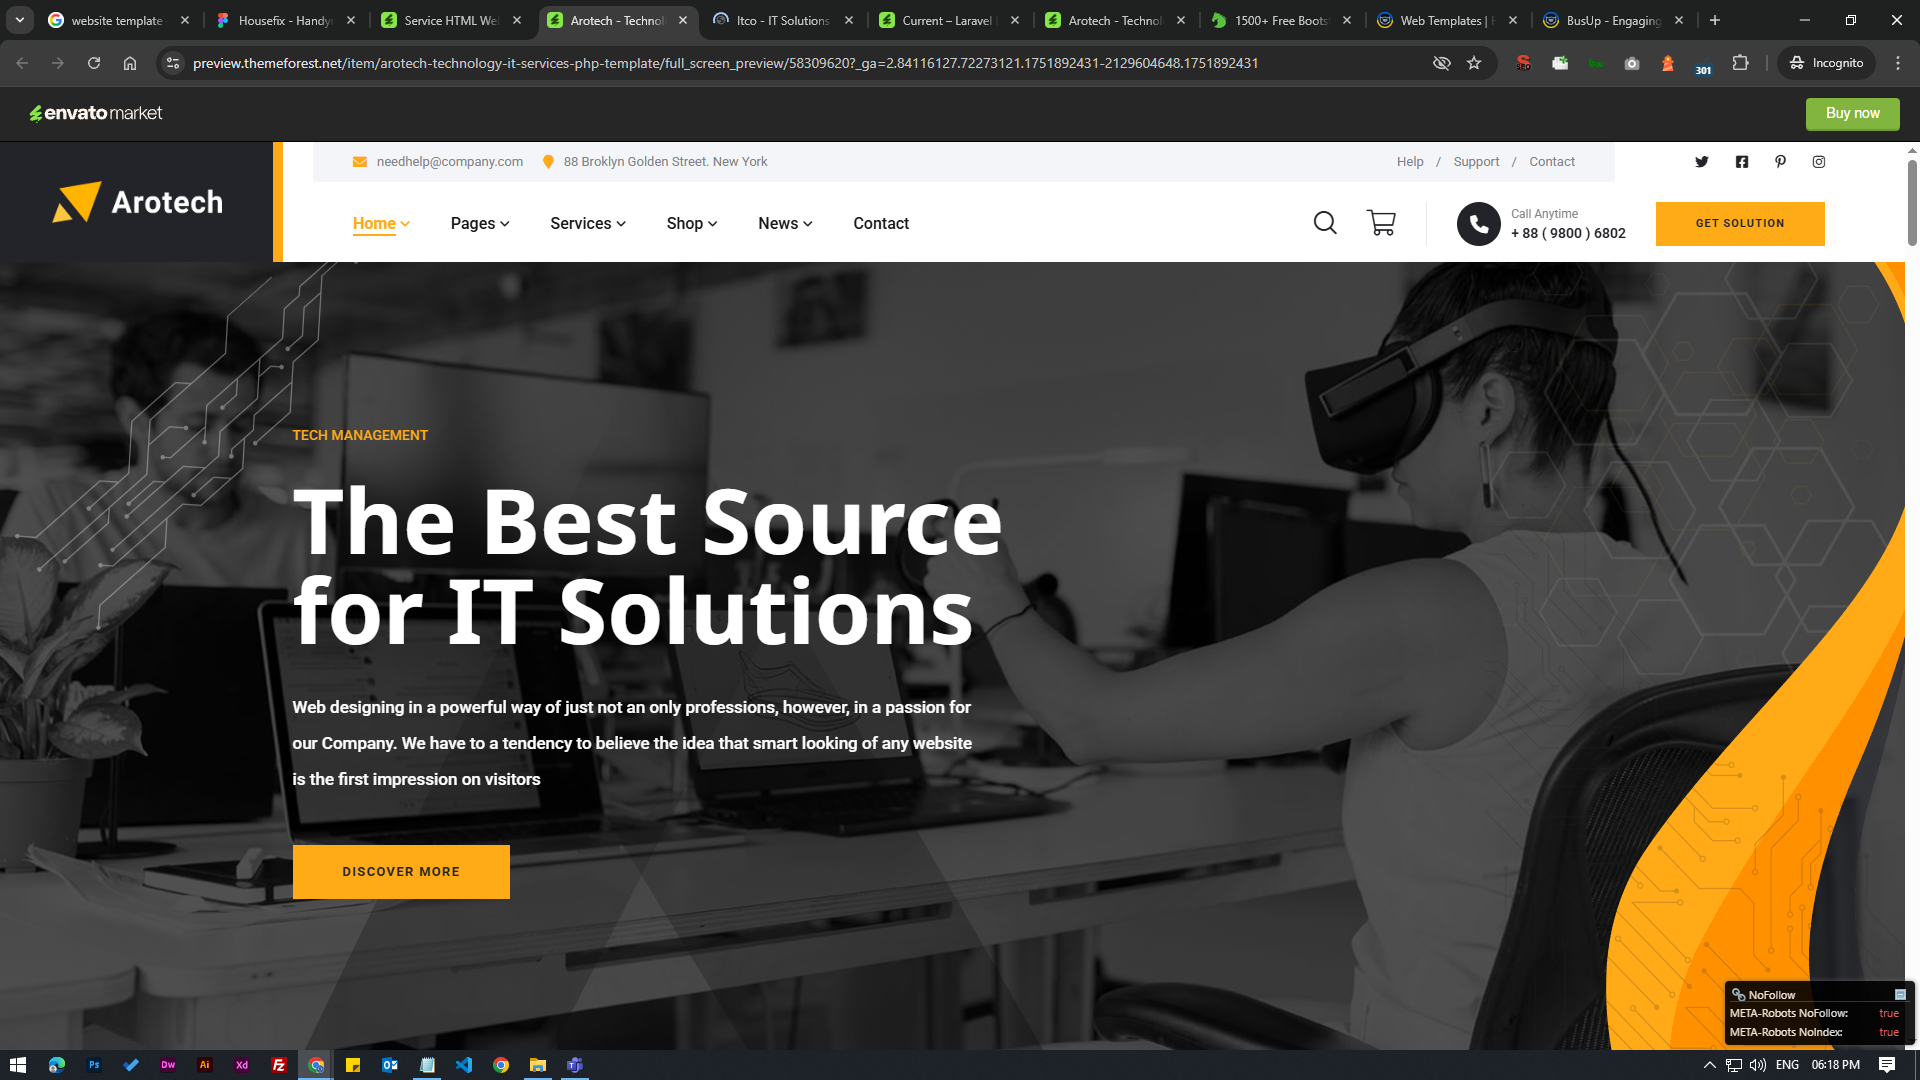 website template
Housefix - Handy
Service HTML We
Arotech - Technol
Itco - IT Solutions
Current – Laravel
Arotech - Technol
1500+ Free Boots
Web Templates |
BusUp - Engaging
preview.themeforest.net/item/arotech-technology-it-services-php-template/full_screen_preview/58309620?_ga=2.84116127.72273121.1751892431-2129604648.1751892431
301
Incognito
envato market
Buy now
Arotech
needhelp@company.com
88 Broklyn Golden Street. New York
Help / Support / Contact
Home Pages Services Shop News Contact
Call Anytime
+ 88 ( 9800 ) 6802
GET SOLUTION
TECH MANAGEMENT
The Best Source
for IT Solutions
Web designing in a powerful way of just not an only professions, however, in a passion for
our Company. We have to a tendency to believe the idea that smart looking of any website
is the first impression on visitors
DISCOVER MORE
NoFollow
META-Robots NoFollow: true
META-Robots NoIndex: true
Ps Dw Ai Xd Fz
ENG 06:18 PM